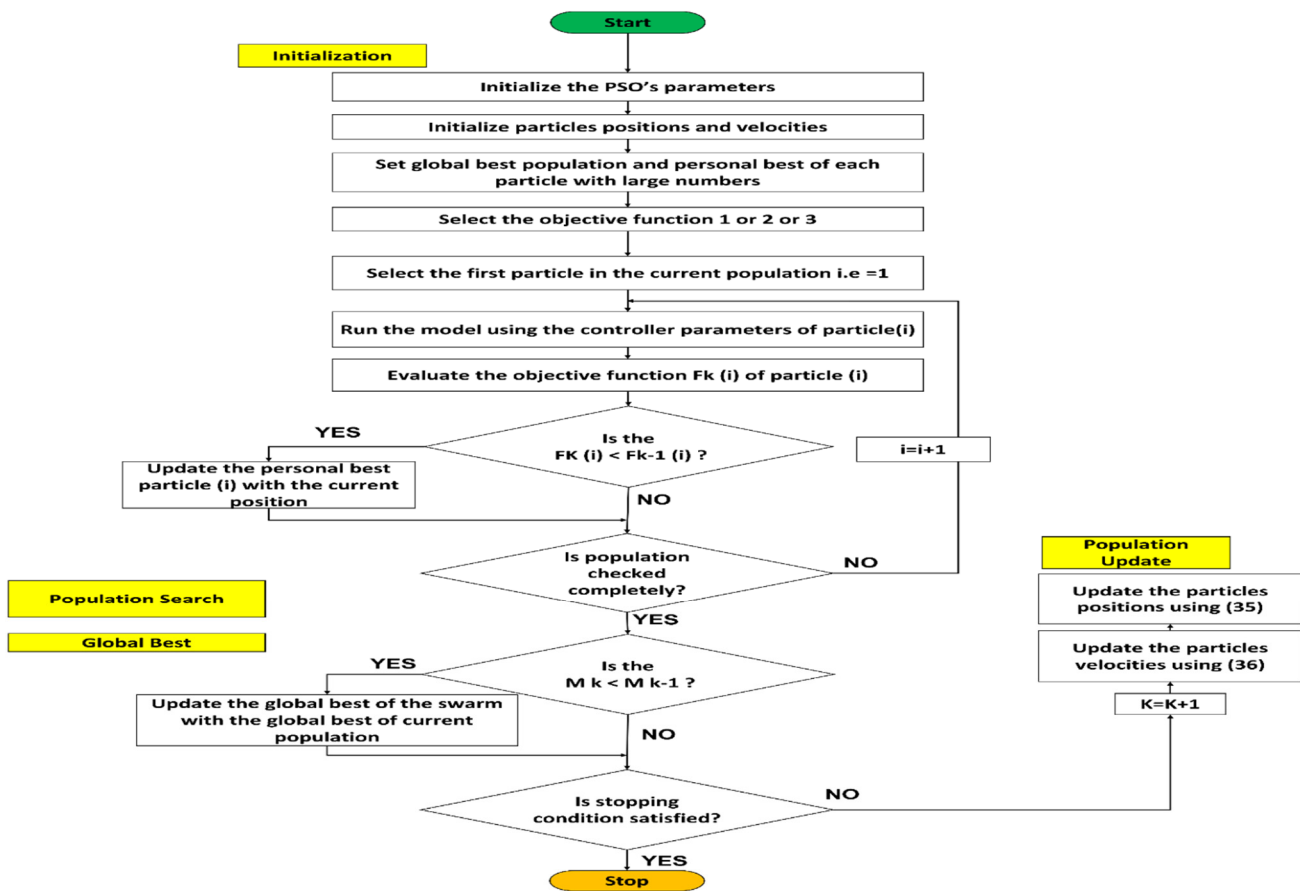 Start
Initialization
Initialize the PSO's parameters
Initialize particles positions and velocities
Set global best population and personal best of each
particle with large numbers
Select the objective function 1 or 2 or 3
Select the first particle in the current population i.e =1
Run the model using the controller parameters of particle(i)
Evaluate the objective function Fk (i) of particle (i)
YES
Is the
FK (i) < Fk-1 (i) ?
i=i+1
Update the personal best
particle (i) with the current
position
NO
Is population
checked
completely?
NO
Population
Update
Update the particles
positions using (35)
Population Search
YES
Global Best
Update the particles
velocities using (36)
YES
Is the
M k < M k-1 ?
K=K+1
Update the global best of the swarm
with the global best of current
population
NO
Is stopping
condition satisfied?
NO
YES
Stop